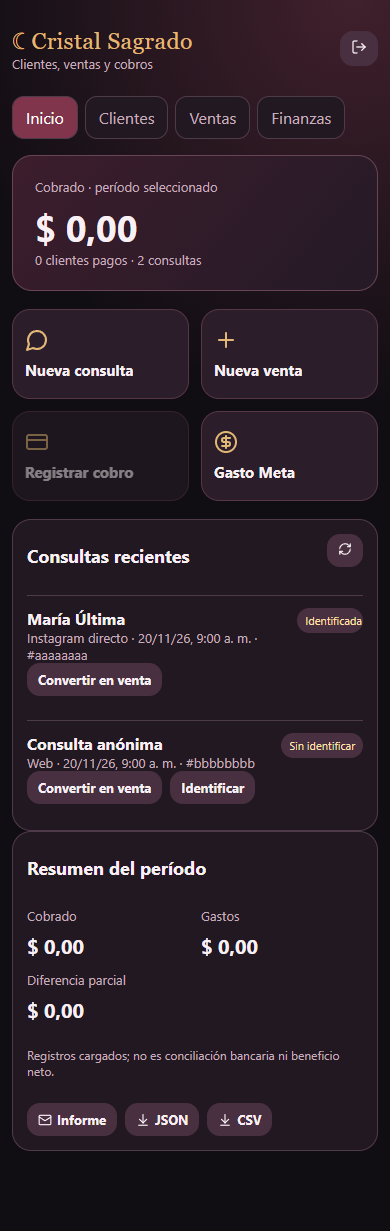 Cristal Sagrado
Clientes, ventas y cobros
Inicio
Clientes
Ventas
Finanzas
Cobrado · período seleccionado
$ 0,00
0 clientes pagos · 2 consultas
Nueva consulta
Nueva venta
Registrar cobro
Gasto Meta
Consultas recientes
María Última
Identificada
Instagram directo · 20/11/26, 9:00 a. m. ·
#aaaaaaaa
Convertir en venta
Consulta anónima
Sin identificar
Web · 20/11/26, 9:00 a. m. · #bbbbbbbb
Convertir en venta
Identificar
Resumen del período
Cobrado
Gastos
$ 0,00
$ 0,00
Diferencia parcial
$ 0,00
Registros cargados; no es conciliación bancaria ni beneficio
neto.
Informe
JSON
CSV